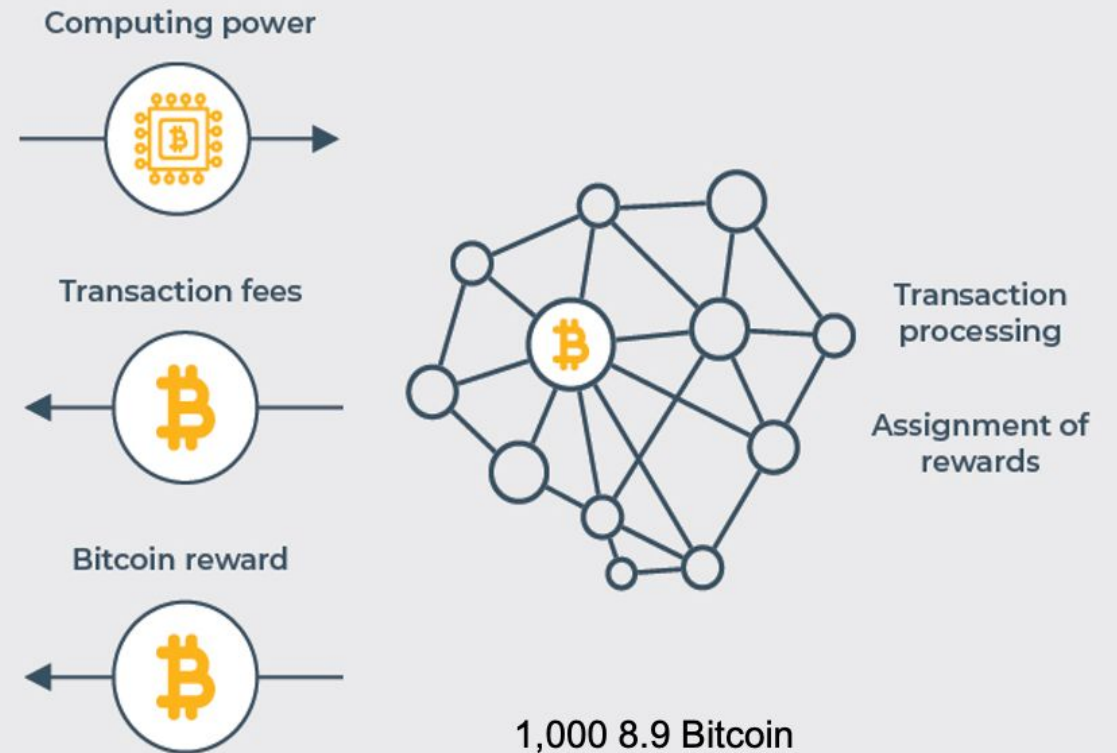 Computing power
Transaction fees
Bitcoin reward
Transaction
processing
Assignment of
rewards
1,000 8.9 Bitcoin